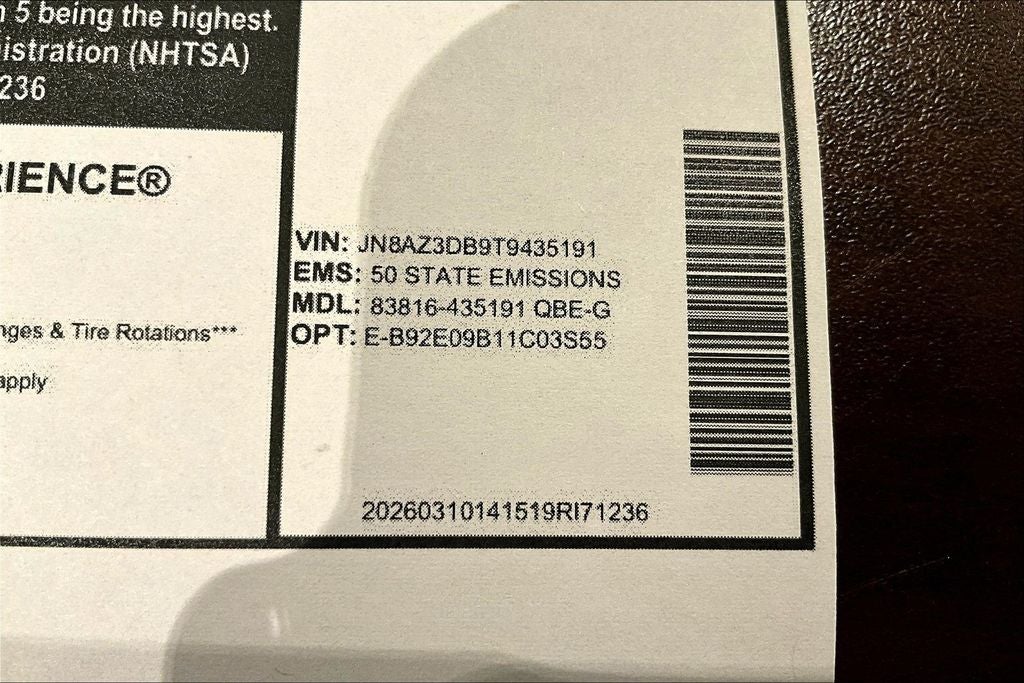 5 being the highest.
istration (NHTSA)
236
RIENCE®
nges & Tire Rotations***
apply
VIN: JN8AZ3DB9T9435191
EMS: 50 STATE EMISSIONS
MDL: 83816-435191 QBE-G
OPT: E-B92E09B11C03S55
20260310141519RI71236